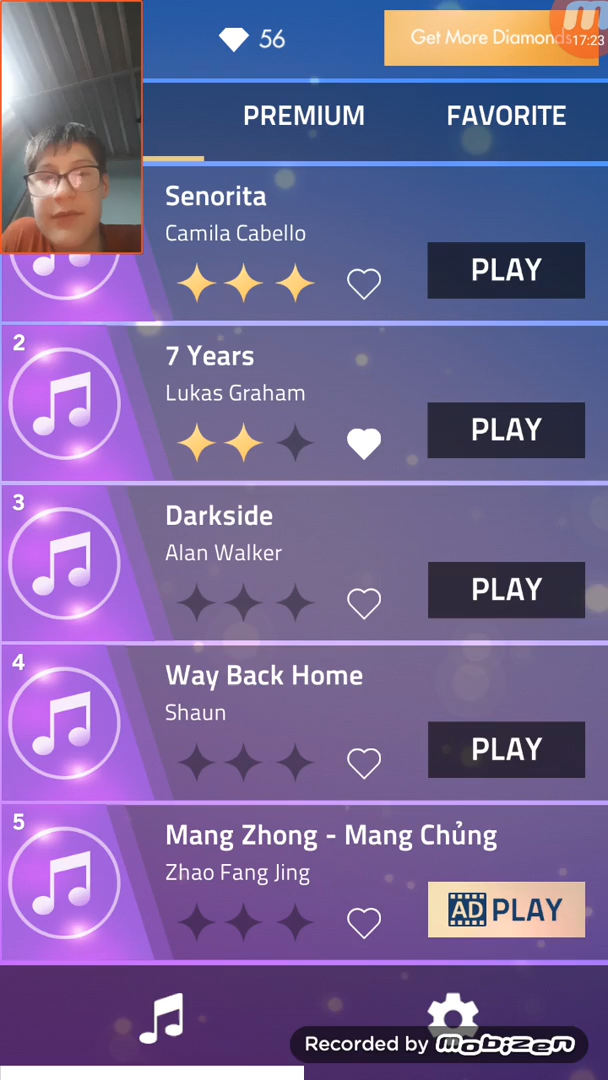 56
Get More Diamonds
17:23
PREMIUM
FAVORITE
Senorita
Camila Cabello
PLAY
2
7 Years
Lukas Graham
PLAY
3
Darkside
Alan Walker
PLAY
4
Way Back Home
Shaun
PLAY
5
Mang Zhong - Mang Chủng
Zhao Fang Jing
AD PLAY
Recorded by mobizen